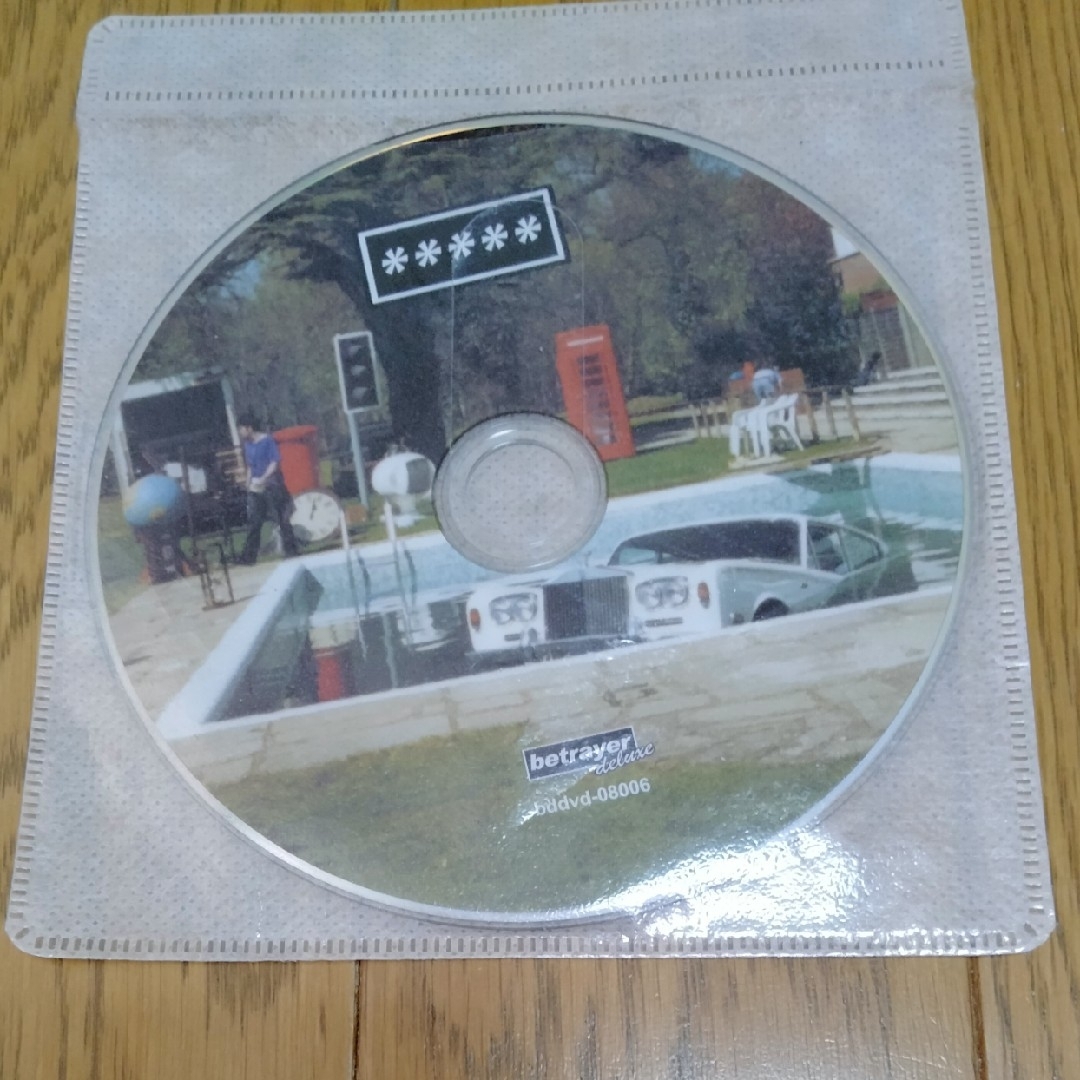 *****
betrayer
deluxe
bddvd-08006